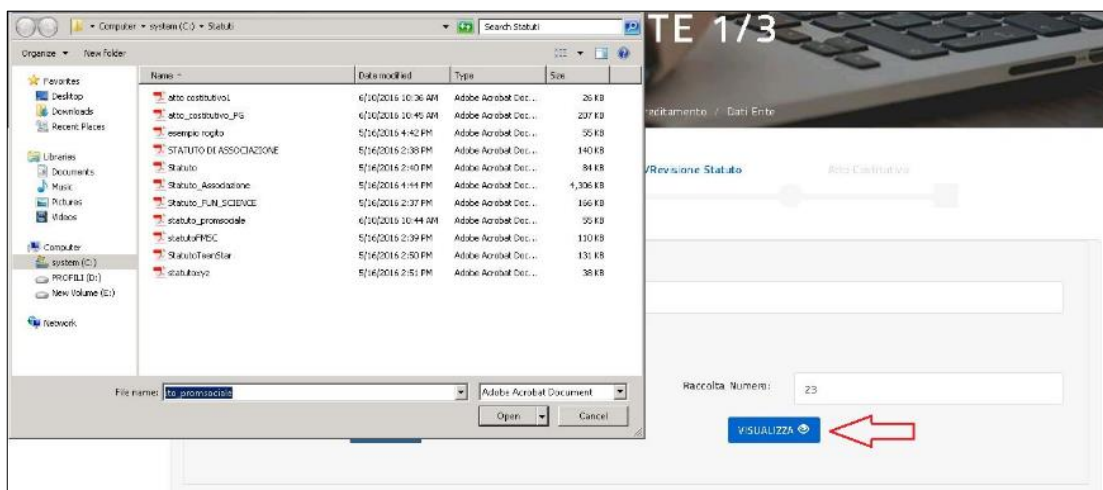 Computer system (C:) Statuti
Search Statuti
TE 1/3
Organize New folder
Favorites
Desktop
Downloads
Recent Places
Libraries
Documents
Music
Pictures
Videos
Computer
system (C:)
PROFILI (D:)
New Volume (E:)
Network
Name Date modified Type Size
atto costitutivo1 6/10/2016 10:36 AM Adobe Acrobat Doc... 26 KB
atto_costitutivo_PG 6/10/2016 10:45 AM Adobe Acrobat Doc... 207 KB
esempio rogito 5/16/2016 4:42 PM Adobe Acrobat Doc... 55 KB
STATUTO DI ASSOCIAZIONE 5/16/2016 2:38 PM Adobe Acrobat Doc... 140 KB
Statuto 5/16/2016 2:40 PM Adobe Acrobat Doc... 84 KB
Statuto_Associazione 5/16/2016 4:44 PM Adobe Acrobat Doc... 4,306 KB
Statuto_FUN_SCIENCE 5/16/2016 2:37 PM Adobe Acrobat Doc... 166 KB
statuto_promsociale 6/10/2016 10:44 AM Adobe Acrobat Doc... 55 KB
statutoFMSC 5/16/2016 2:39 PM Adobe Acrobat Doc... 110 KB
StatutoTeenStar 5/16/2016 2:50 PM Adobe Acrobat Doc... 131 KB
statutoxyz 5/16/2016 2:51 PM Adobe Acrobat Doc... 38 KB
reditamento / Dati Ente
/Revisione Statuto
Atto Costitutivo
File name: to_promsociale
Adobe Acrobat Document
Open
Cancel
Raccolta Numero: 23
VISUALIZZA